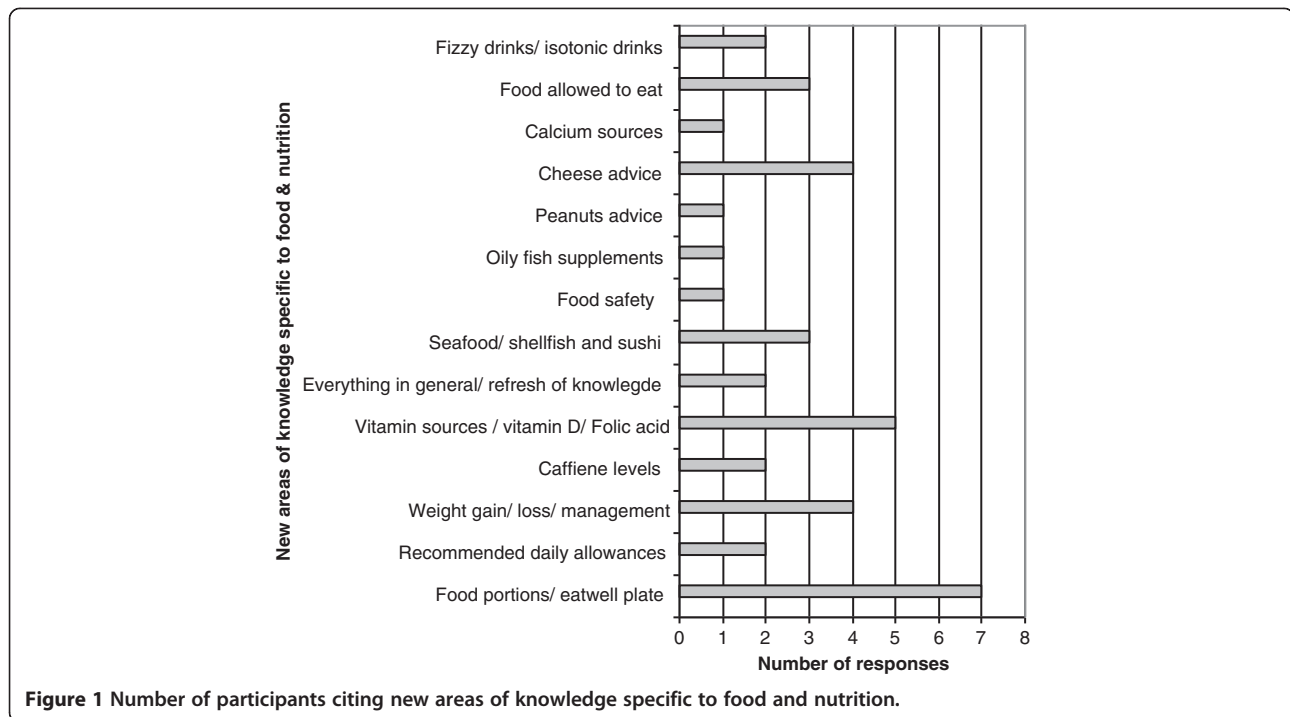 New areas of knowledge specific to food & nutrition
Fizzy drinks/ isotonic drinks
Food allowed to eat
Calcium sources
Cheese advice
Peanuts advice
Oily fish supplements
Food safety
Seafood/ shellfish and sushi
Everything in general/ refresh of knowlegde
Vitamin sources / vitamin D/ Folic acid
Caffiene levels
Weight gain/ loss/ management
Recommended daily allowances
Food portions/ eatwell plate
0 1 2 3 4 5 6 7 8
Number of responses
Figure 1 Number of participants citing new areas of knowledge specific to food and nutrition.